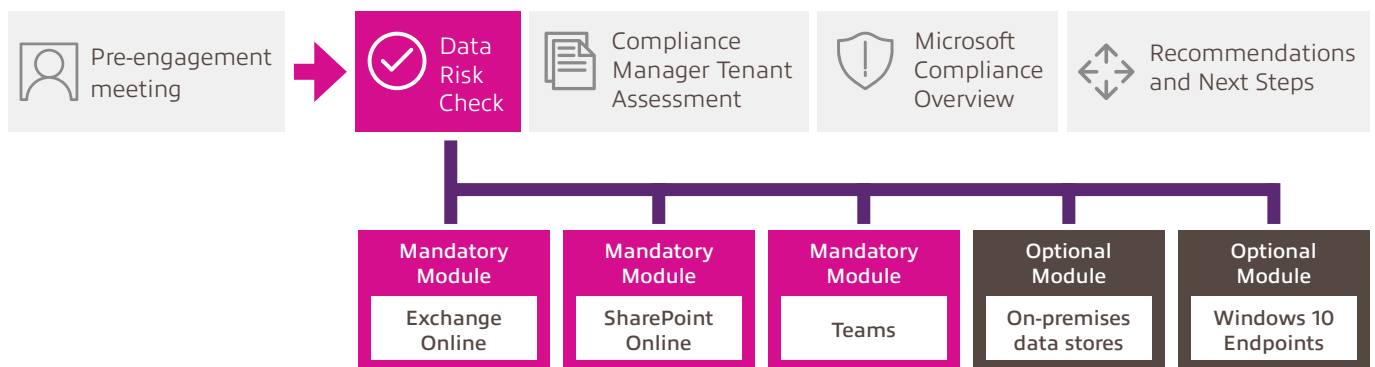 Pre-engagement
meeting
Data
Risk
Check
Compliance
Manager Tenant
Assessment
Microsoft
Compliance
Overview
Recommendations
and Next Steps
Mandatory
Module
Exchange
Online
Mandatory
Module
SharePoint
Online
Mandatory
Module
Teams
Optional
Module
On-premises
data stores
Optional
Module
Windows 10
Endpoints